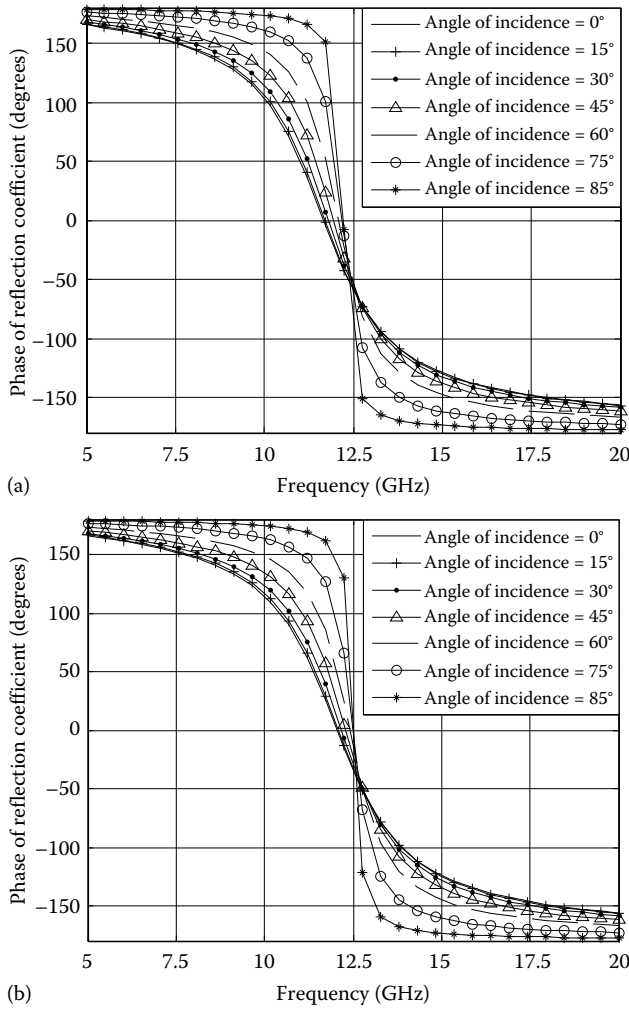 Phase of reflection coefficient (degrees)
150
100
50
0
−50
−100
−150
Angle of incidence = 0°
Angle of incidence = 15°
Angle of incidence = 30°
Angle of incidence = 45°
Angle of incidence = 60°
Angle of incidence = 75°
Angle of incidence = 85°
5
7.5
10
12.5
15
17.5
20
(a)
Frequency (GHz)
Phase of reflection coefficient (degrees)
150
100
50
0
−50
−100
−150
Angle of incidence = 0°
Angle of incidence = 15°
Angle of incidence = 30°
Angle of incidence = 45°
Angle of incidence = 60°
Angle of incidence = 75°
Angle of incidence = 85°
5
7.5
10
12.5
15
17.5
20
(b)
Frequency (GHz)